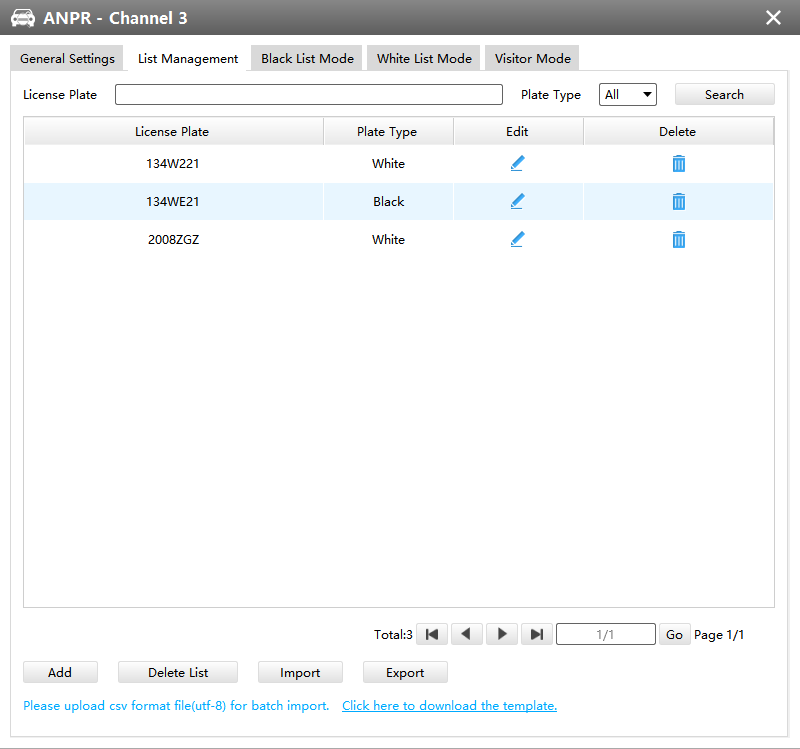 ANPR - Channel 3
General Settings List Management Black List Mode White List Mode Visitor Mode
License Plate Plate Type All Search
License Plate Plate Type Edit Delete
134W221 White
134WE21 Black
2008ZGZ White
Total:3 1/1 Go Page 1/1
Add Delete List Import Export
Please upload csv format file(utf-8) for batch import. Click here to download the template.